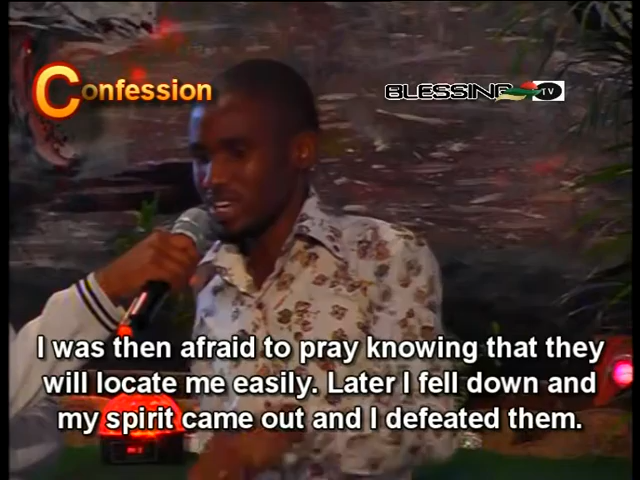 Confession
BLESSING TV
I was then afraid to pray knowing that they
will locate me easily. Later I fell down and
my spirit came out and I defeated them.